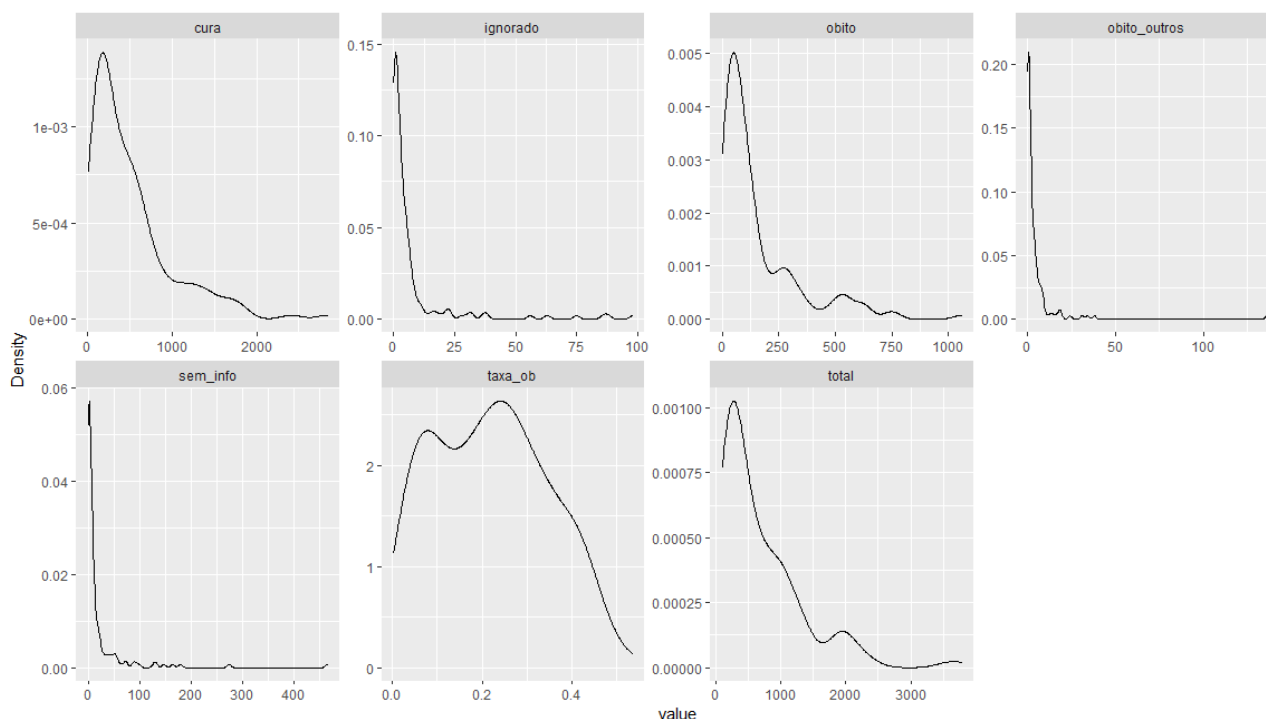 cura
ignorado
obito
obito_outros
1e-03
5e-04
0e+00
0 1000 2000
0.15
0.10
0.05
0.00
0 25 50 75 100
0.005
0.004
0.003
0.002
0.001
0.000
0 250 500 750 1000
0.20
0.15
0.10
0.05
0.00
0 50 100
Density
sem_info
taxa_ob
total
0.06
0.04
0.02
0.00
0 100 200 300 400
2
1
0
0.0 0.2 0.4
0.00100
0.00075
0.00050
0.00025
0.00000
0 1000 2000 3000
value